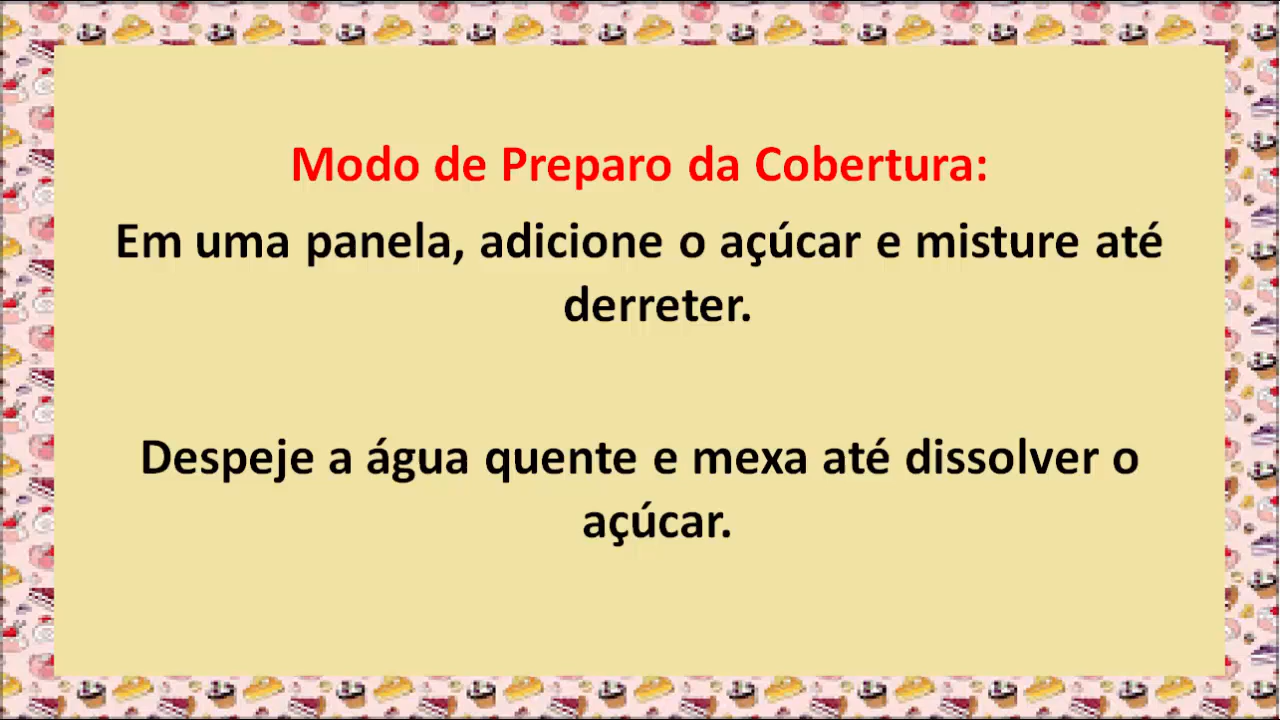 Modo de Preparo da Cobertura:
Em uma panela, adicione o açúcar e misture até
derreter.
Despeje a água quente e mexa até dissolver o
açúcar.